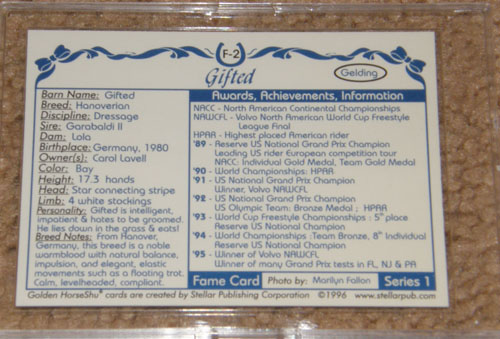 F-2
Gifted
Gelding
Barn Name: Gifted
Breed: Hanoverian
Discipline: Dressage
Sire: Garabaldi II
Dam: Lola
Birthplace: Germany, 1980
Owner(s): Carol Lavell
Color: Bay
Height: 17.3 hands
Head: Star connecting stripe
Limb: 4 white stockings
Personality: Gifted is intelligent,
impatient & hates to be groomed.
He lies down in the grass & eats!
Breed Notes: From Hanover,
Germany, this breed is a noble
warmblood with natural balance,
impulsion, and elegant, elastic
movements such as a floating trot.
Calm, levelheaded, compliant.
Awards, Achievements, Information
NACC - North American Continental Championships
NAWCFL - Volvo North American World Cup Freestyle
League Final
HPAR - Highest placed American rider
'89 - Reserve US National Grand Prix Champion
Leading US rider European competition tour
NACC: Individual Gold Medal, Team Gold Medal
'90 - World Championships: HPAR
'91 - US National Grand Prix Champion
Winner, Volvo NAWCFL
'92 - US National Grand Prix Champion
US Olympic Team: Bronze Medal ; HPAR
'93 - World Cup Freestyle Championships : 5th place
Reserve US National Champion
'94 - World Championships :Team Bronze, 8th Individual
Reserve US National Champion
'95 - Winner of Volvo NAWCFL
Winner of many Grand Prix tests in FL, NJ & PA
Fame Card Photo by: Marilyn Fallon Series 1
Golden HorseShu® cards are created by Stellar Publishing Corporation ©1996 www.stellarpub.com